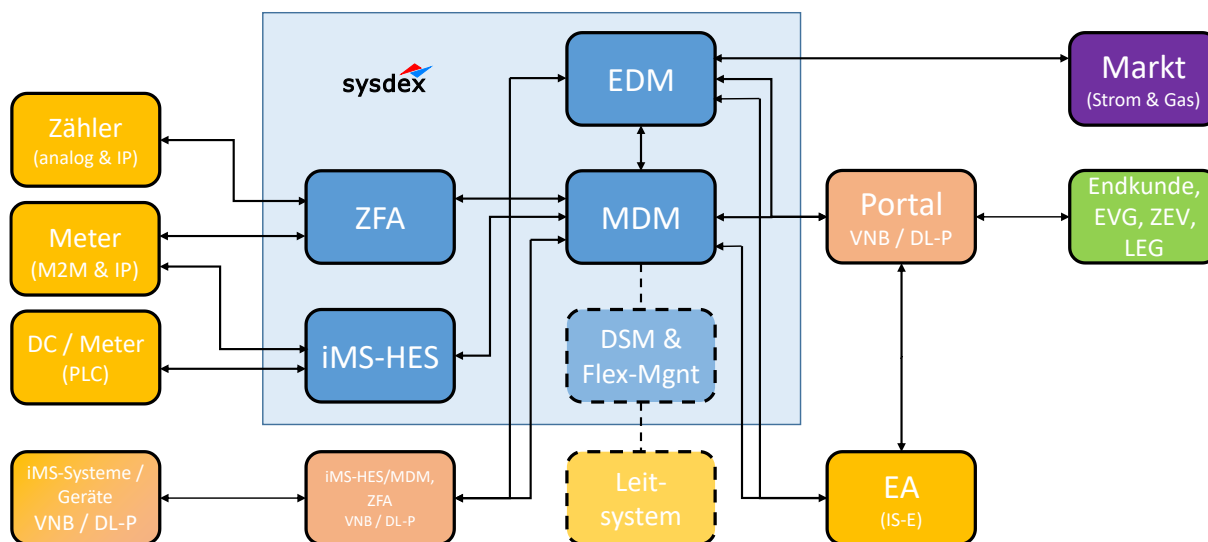 sysdex
EDM
Markt
(Strom & Gas)
Zähler
(analog & IP)
ZFA
MDM
Portal
VNB / DL-P
Endkunde,
EVG, ZEV,
LEG
Meter
(M2M & IP)
DC / Meter
(PLC)
iMS-HES
DSM &
Flex-Mgnt
iMS-Systeme /
Geräte
VNB / DL-P
iMS-HES/MDM,
ZFA
VNB / DL-P
Leit-
system
EA
(IS-E)